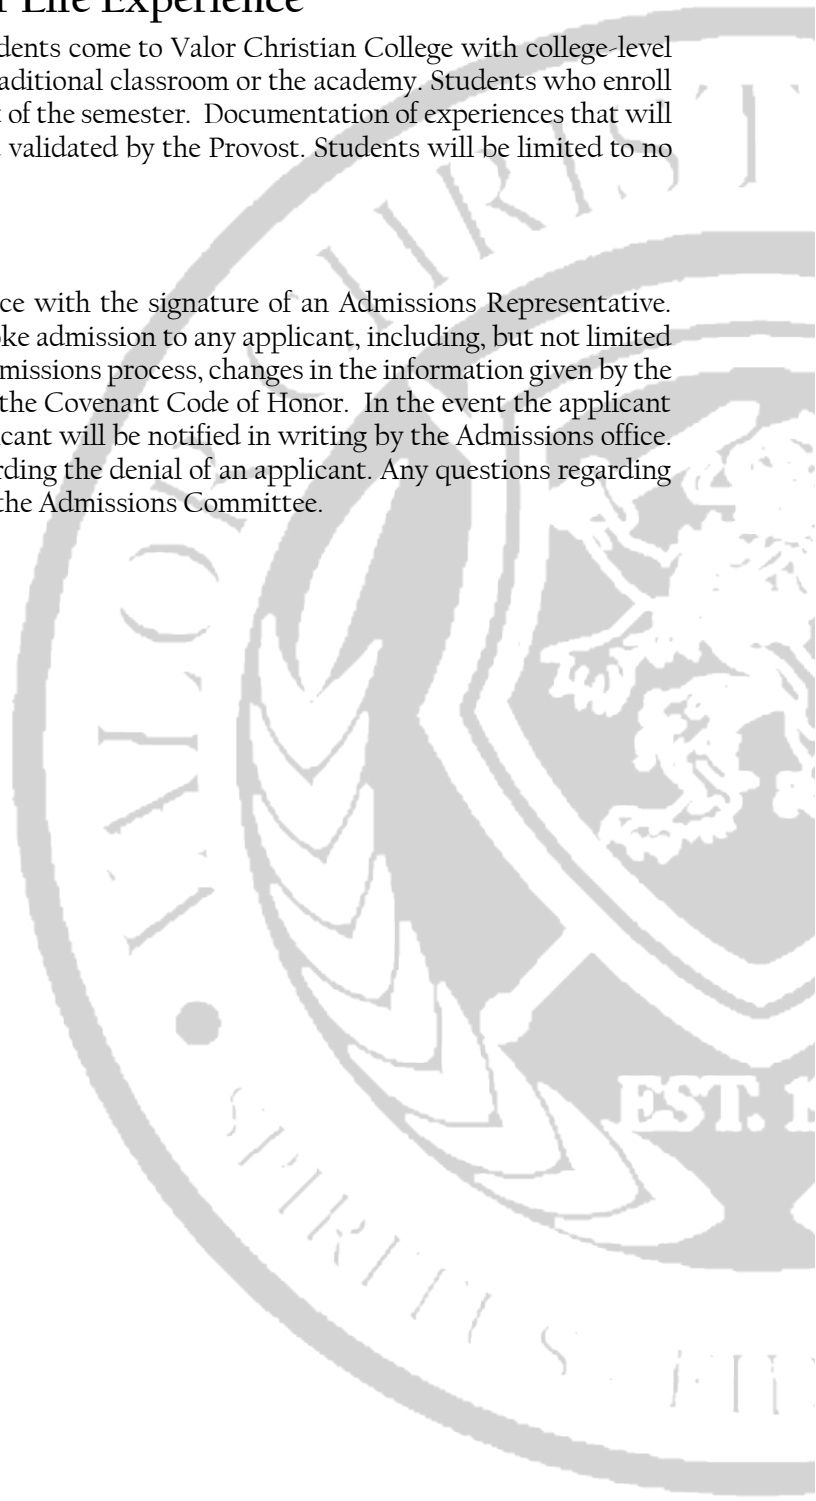 Life Experience
dents come to Valor Christian College with college-level
aditional classroom or the academy. Students who enroll
of the semester. Documentation of experiences that will
validated by the Provost. Students will be limited to no
ce with the signature of an Admissions Representative.
oke admission to any applicant, including, but not limited
missions process, changes in the information given by the
the Covenant Code of Honor. In the event the applicant
icant will be notified in writing by the Admissions office.
rding the denial of an applicant. Any questions regarding
the Admissions Committee.
VALOR CHRIST
EST. 1
SPIRITUS